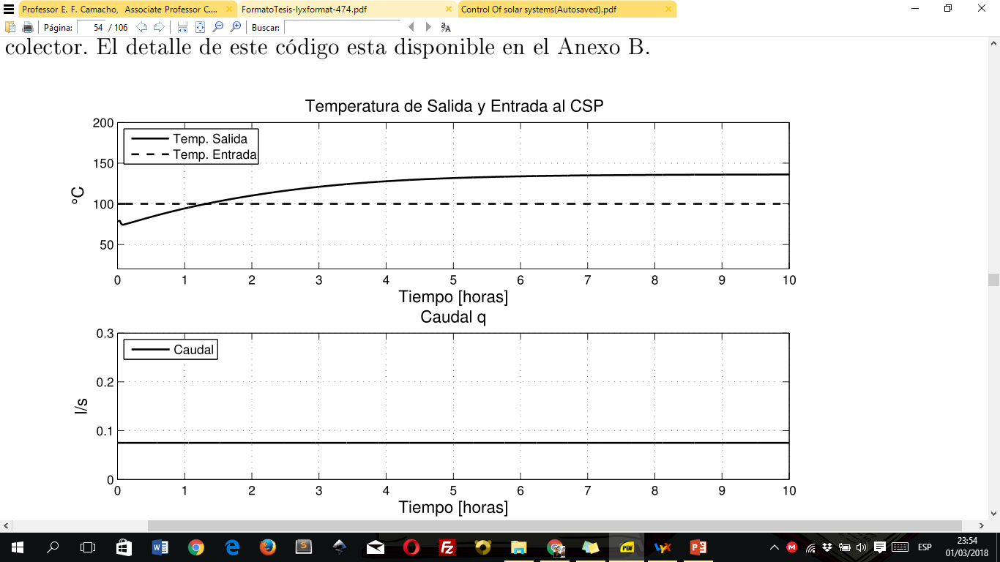 Professor E. F. Camacho, Associate Professor C....
FormatoTesis-lyxformat-474.pdf
Control Of solar systems(Autosaved).pdf
Página: 54 / 106 Buscar:
colector. El detalle de este código esta disponible en el Anexo B.
Temperatura de Salida y Entrada al CSP
200
150
100
50
°C
Temp. Salida
Temp. Entrada
0 1 2 3 4 5 6 7 8 9 10
Tiempo [horas]
Caudal q
0.3
0.2
0.1
0
l/s
Caudal
0 1 2 3 4 5 6 7 8 9 10
Tiempo [horas]
ESP
23:54
01/03/2018